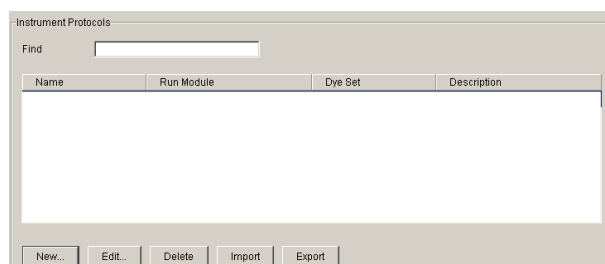 Instrument Protocols
Find
Name Run Module Dye Set Description
New... Edit... Delete Import Export